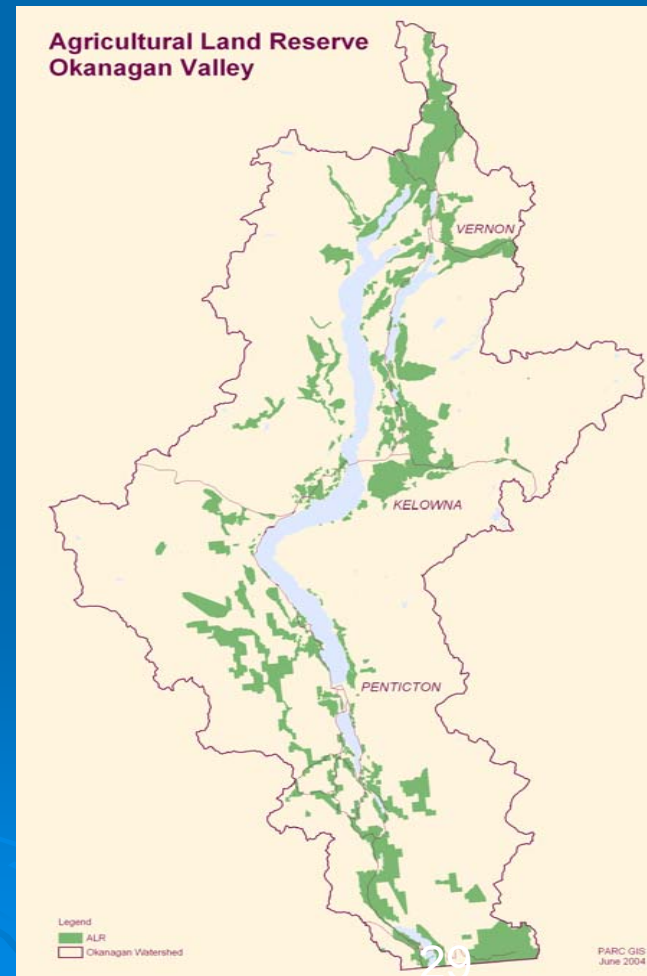 Agricultural Land Reserve
Okanagan Valley
VERNON
KELOWNA
PENTICTON
Legend
ALR
Okanagan Watershed
29
PARC GIS
June 2004